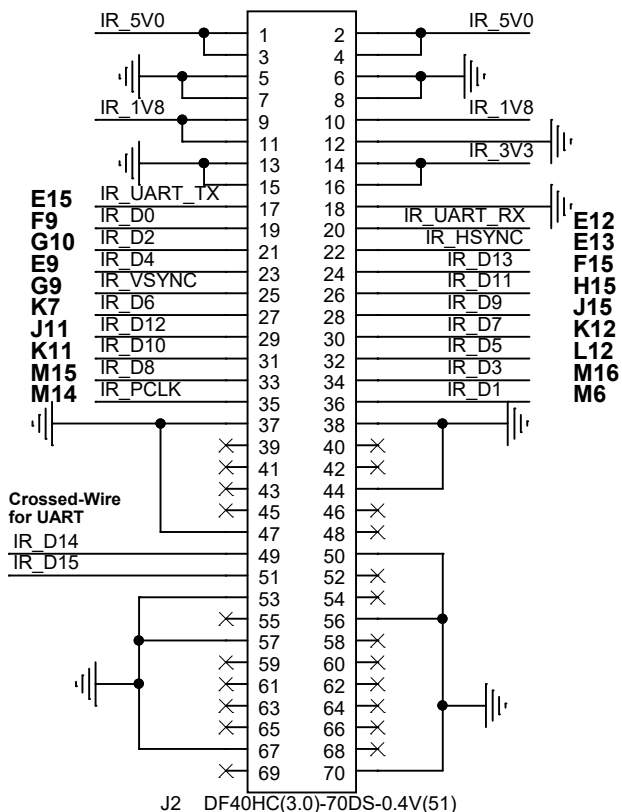 IR_5V0 1 2 IR_5V0
3 4
5 6
7 8
IR_1V8 9 10 IR_1V8
11 12
13 14 IR_3V3
15 16
E15 IR_UART_TX 17 18
F9 IR_D0 19 20 IR_UART_RX E12
G10 IR_D2 21 22 IR_HSYNC E13
E9 IR_D4 23 24 IR_D13 F15
G9 IR_VSYNC 25 26 IR_D11 H15
K7 IR_D6 27 28 IR_D9 J15
J11 IR_D12 29 30 IR_D7 K12
K11 IR_D10 31 32 IR_D5 L12
M15 IR_D8 33 34 IR_D3 M16
M14 IR_PCLK 35 36 IR_D1 M6
37 38
39 40
41 42
43 44
45 46
47 48
Crossed-Wire
for UART
IR_D14 49 50
IR_D15 51 52
53 54
55 56
57 58
59 60
61 62
63 64
65 66
67 68
69 70
J2 DF40HC(3.0)-70DS-0.4V(51)